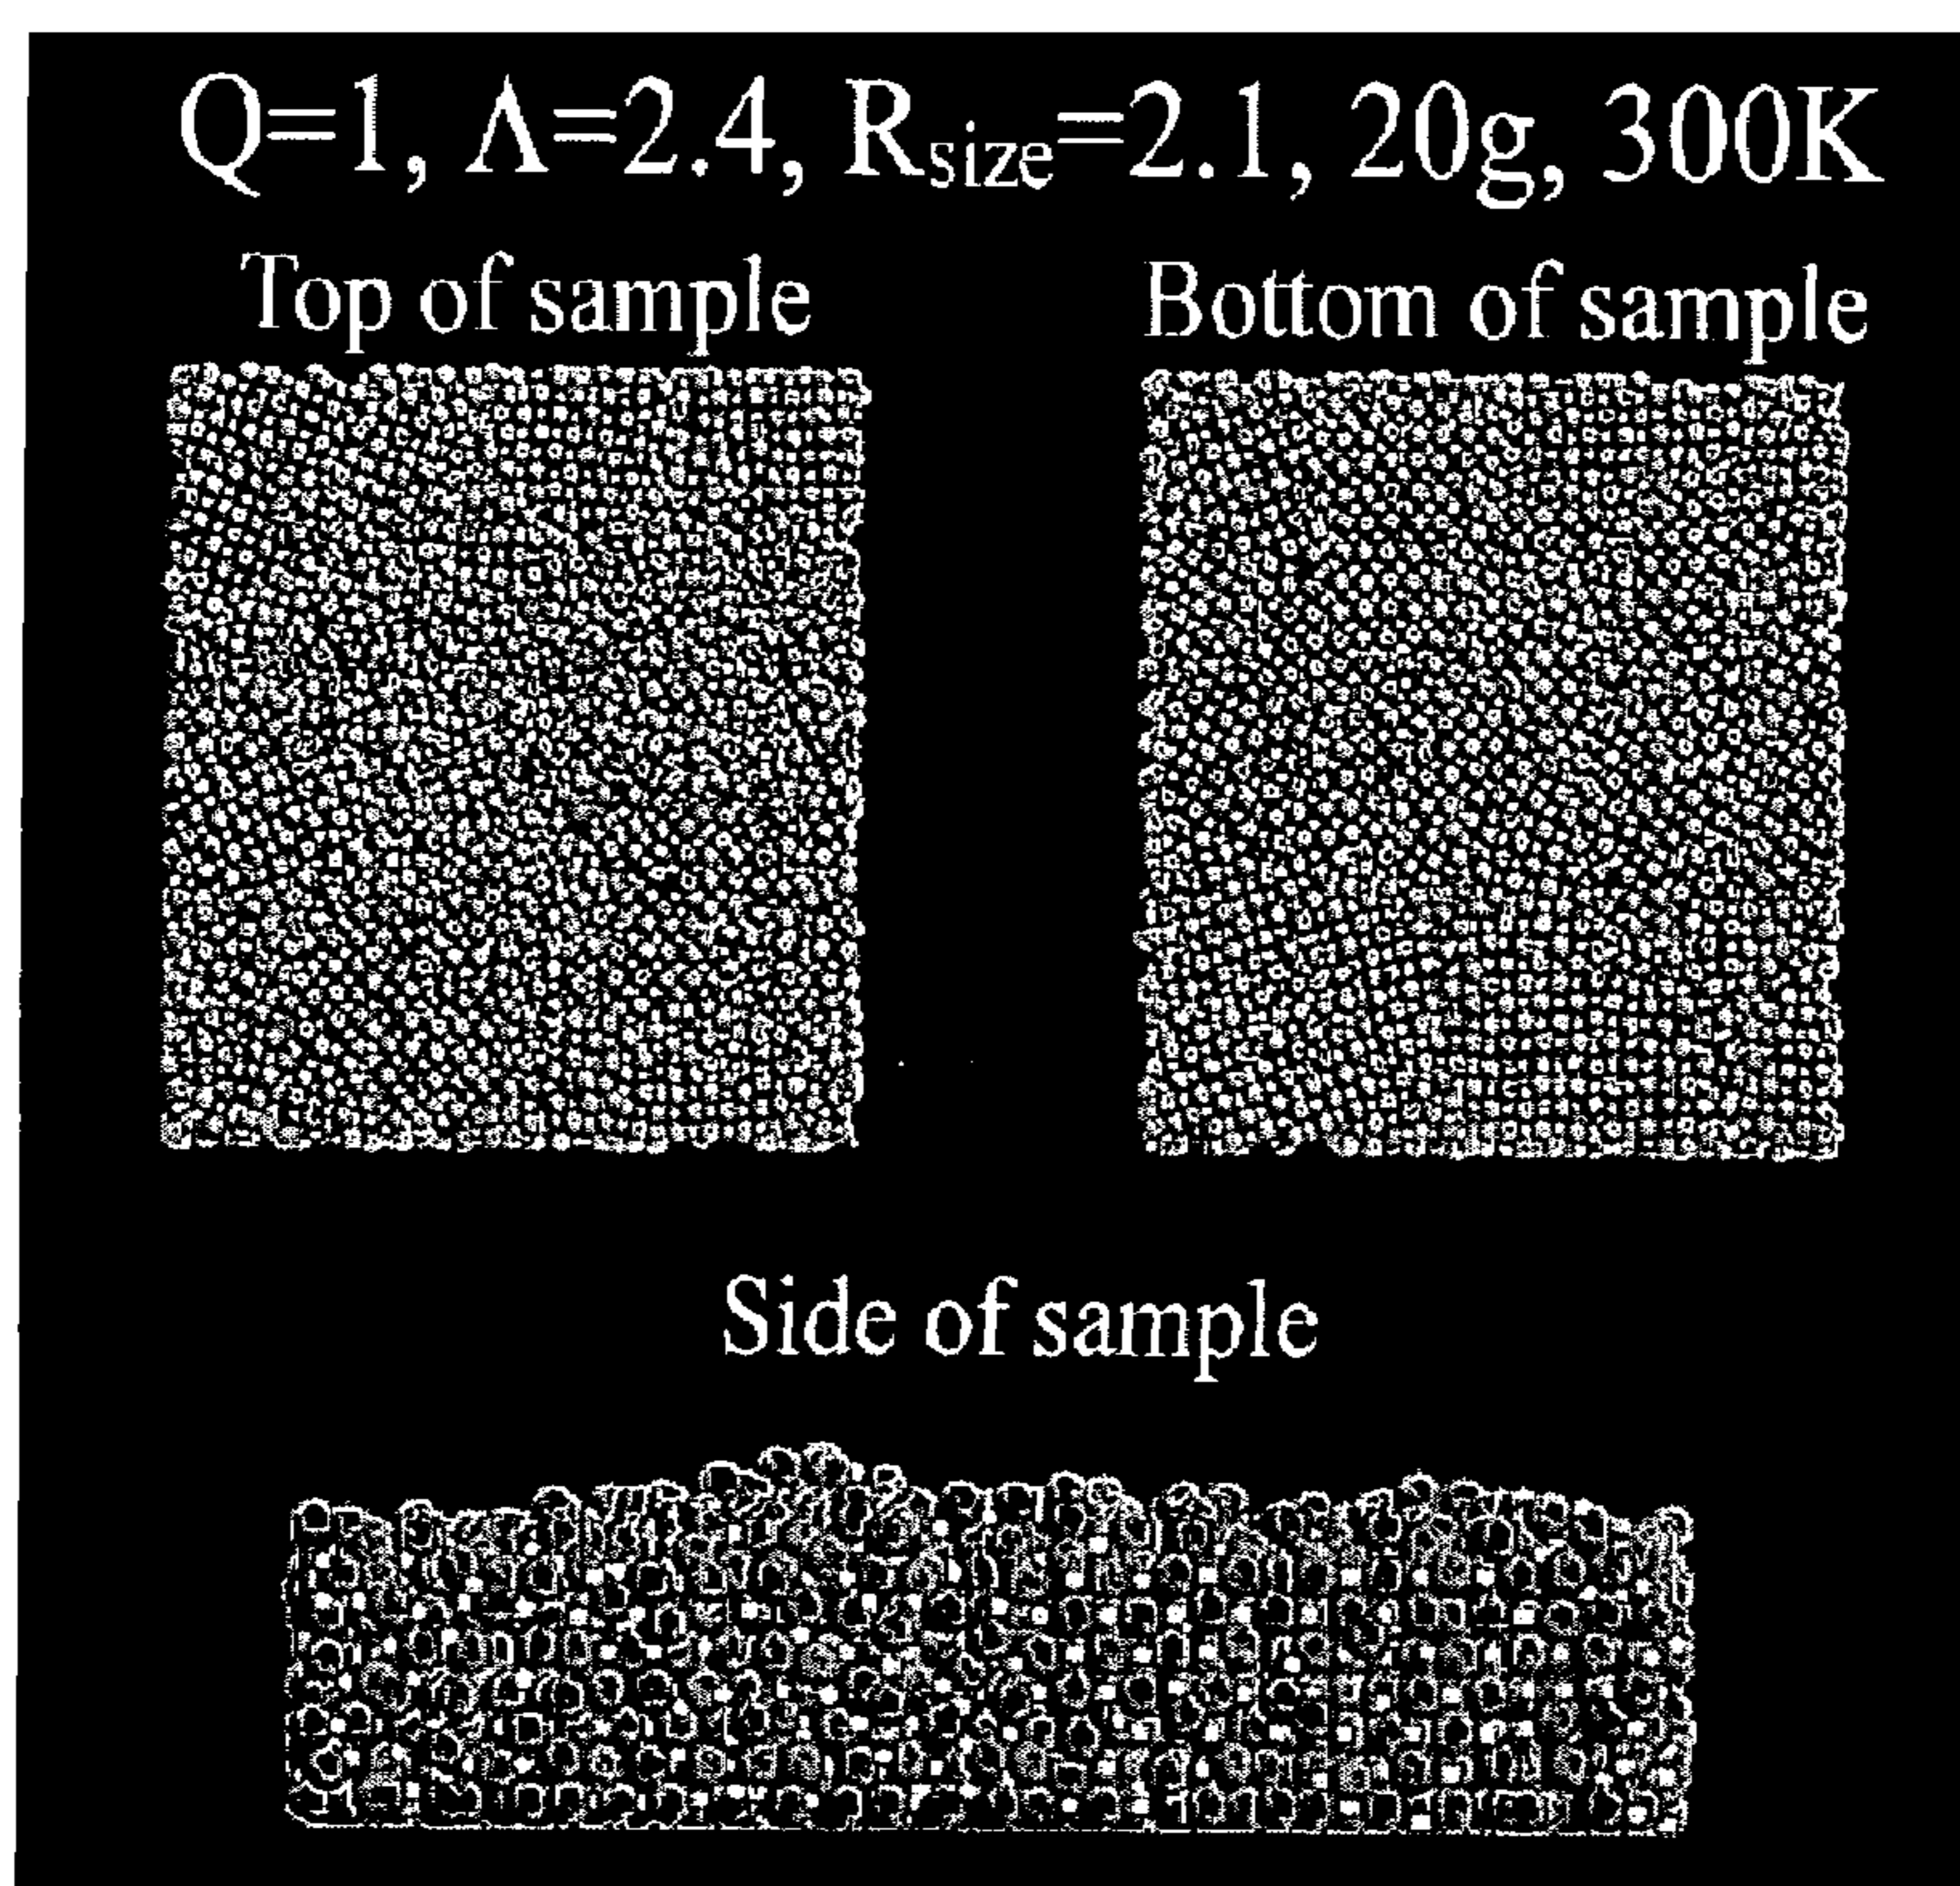 Q=1, Λ=2.4, Rsize=2.1, 20g, 300K
Top of sample
Bottom of sample
Side of sample